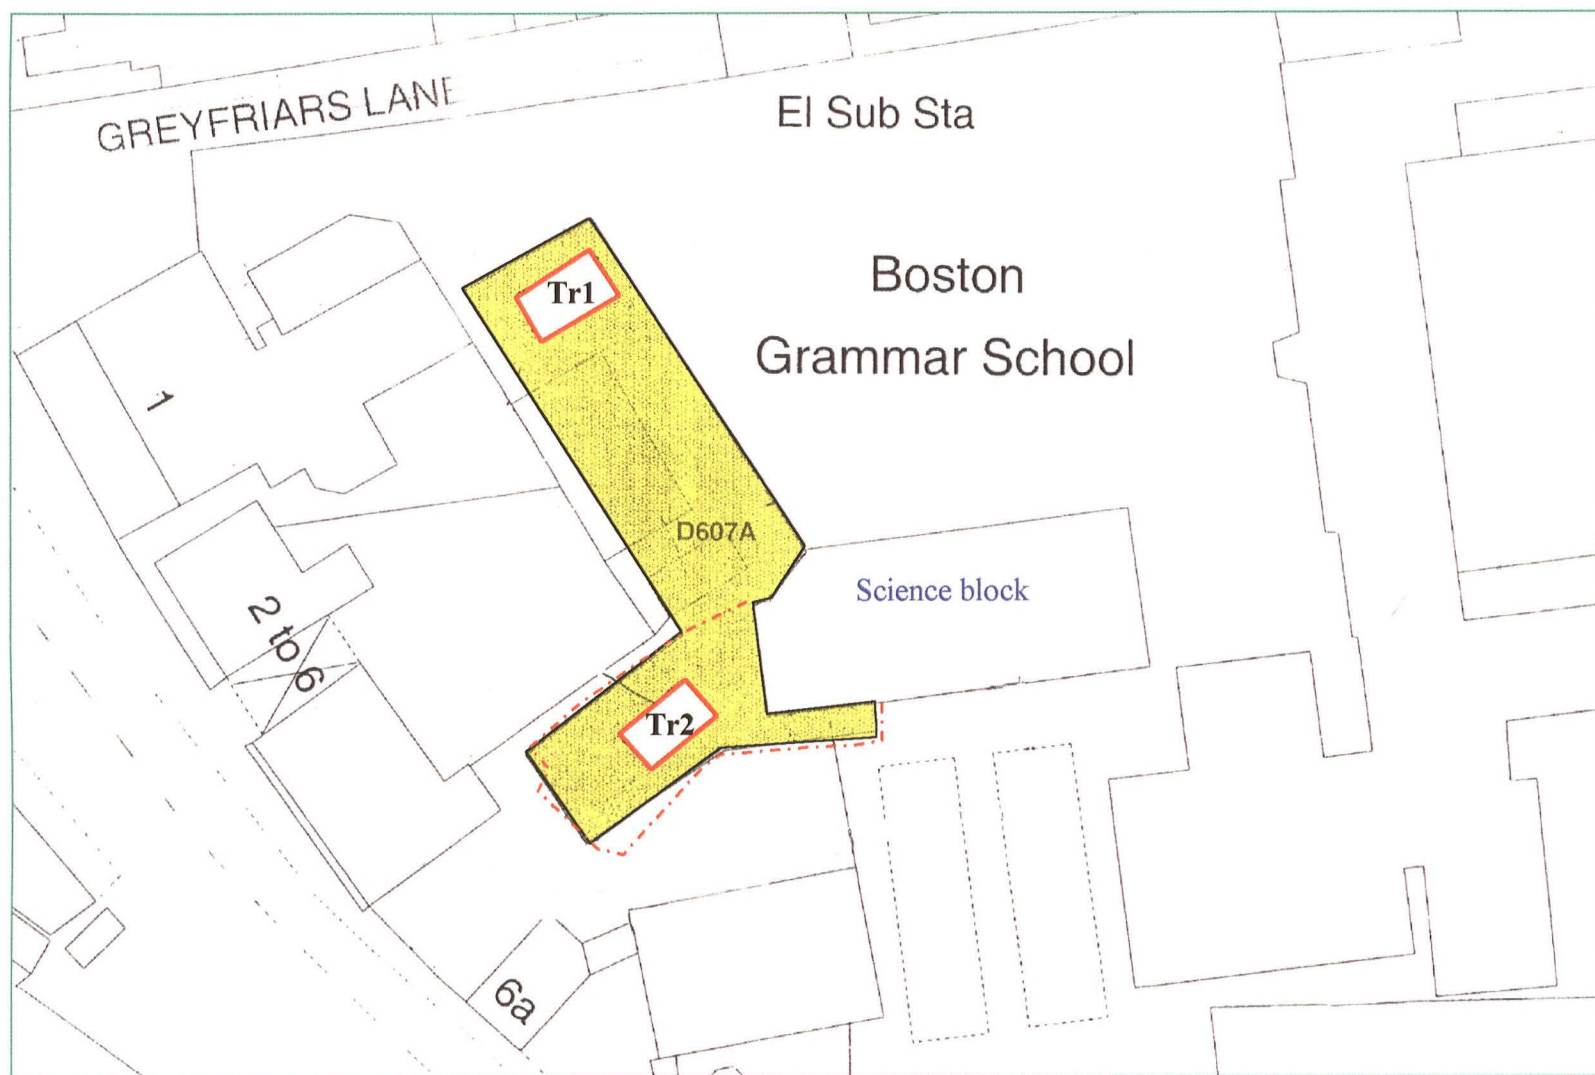 GREYFRIARS LANE
El Sub Sta
Boston
Grammar School
Tr1
1
D607A
Science block
2 to 6
Tr2
6a